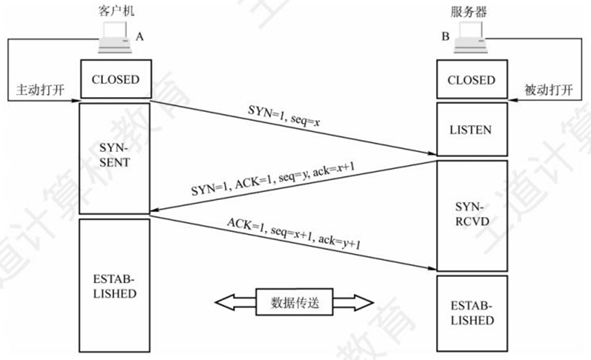 客户机
服务器
A
B
主动打开
CLOSED
CLOSED
被动打开
SYN=1, seq=x
LISTEN
SYN-
SENT
SYN=1, ACK=1, seq=y, ack=x+1
SYN-
RCVD
ACK=1, seq=x+1, ack=y+1
ESTAB-
LISHED
数据传送
ESTAB-
LISHED
王道计算机教育